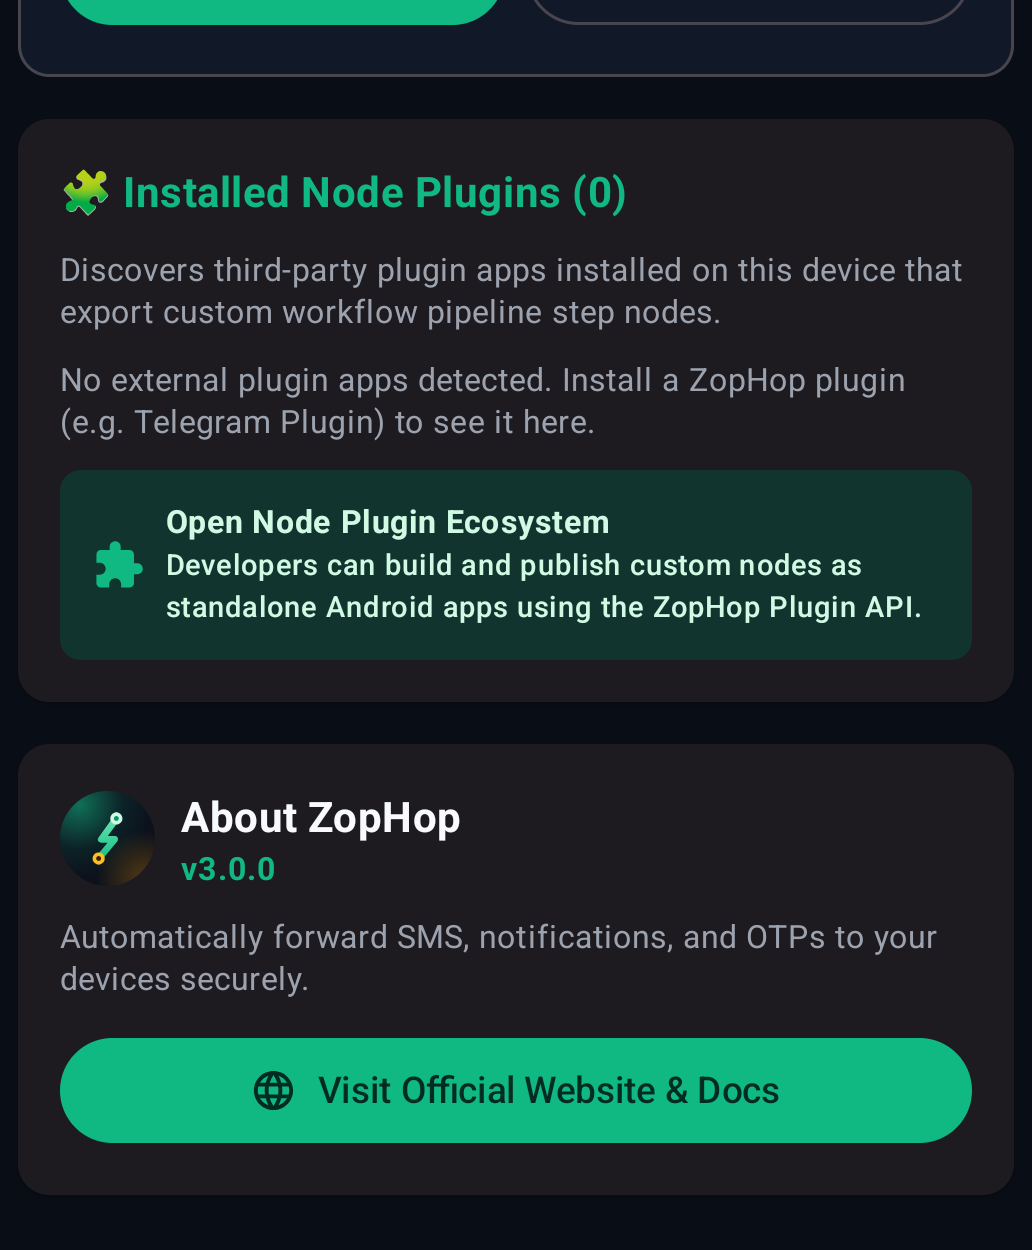 Installed Node Plugins (0)
Discovers third-party plugin apps installed on this device that
export custom workflow pipeline step nodes.
No external plugin apps detected. Install a ZopHop plugin
(e.g. Telegram Plugin) to see it here.
Open Node Plugin Ecosystem
Developers can build and publish custom nodes as
standalone Android apps using the ZopHop Plugin API.
About ZopHop
v3.0.0
Automatically forward SMS, notifications, and OTPs to your
devices securely.
Visit Official Website & Docs